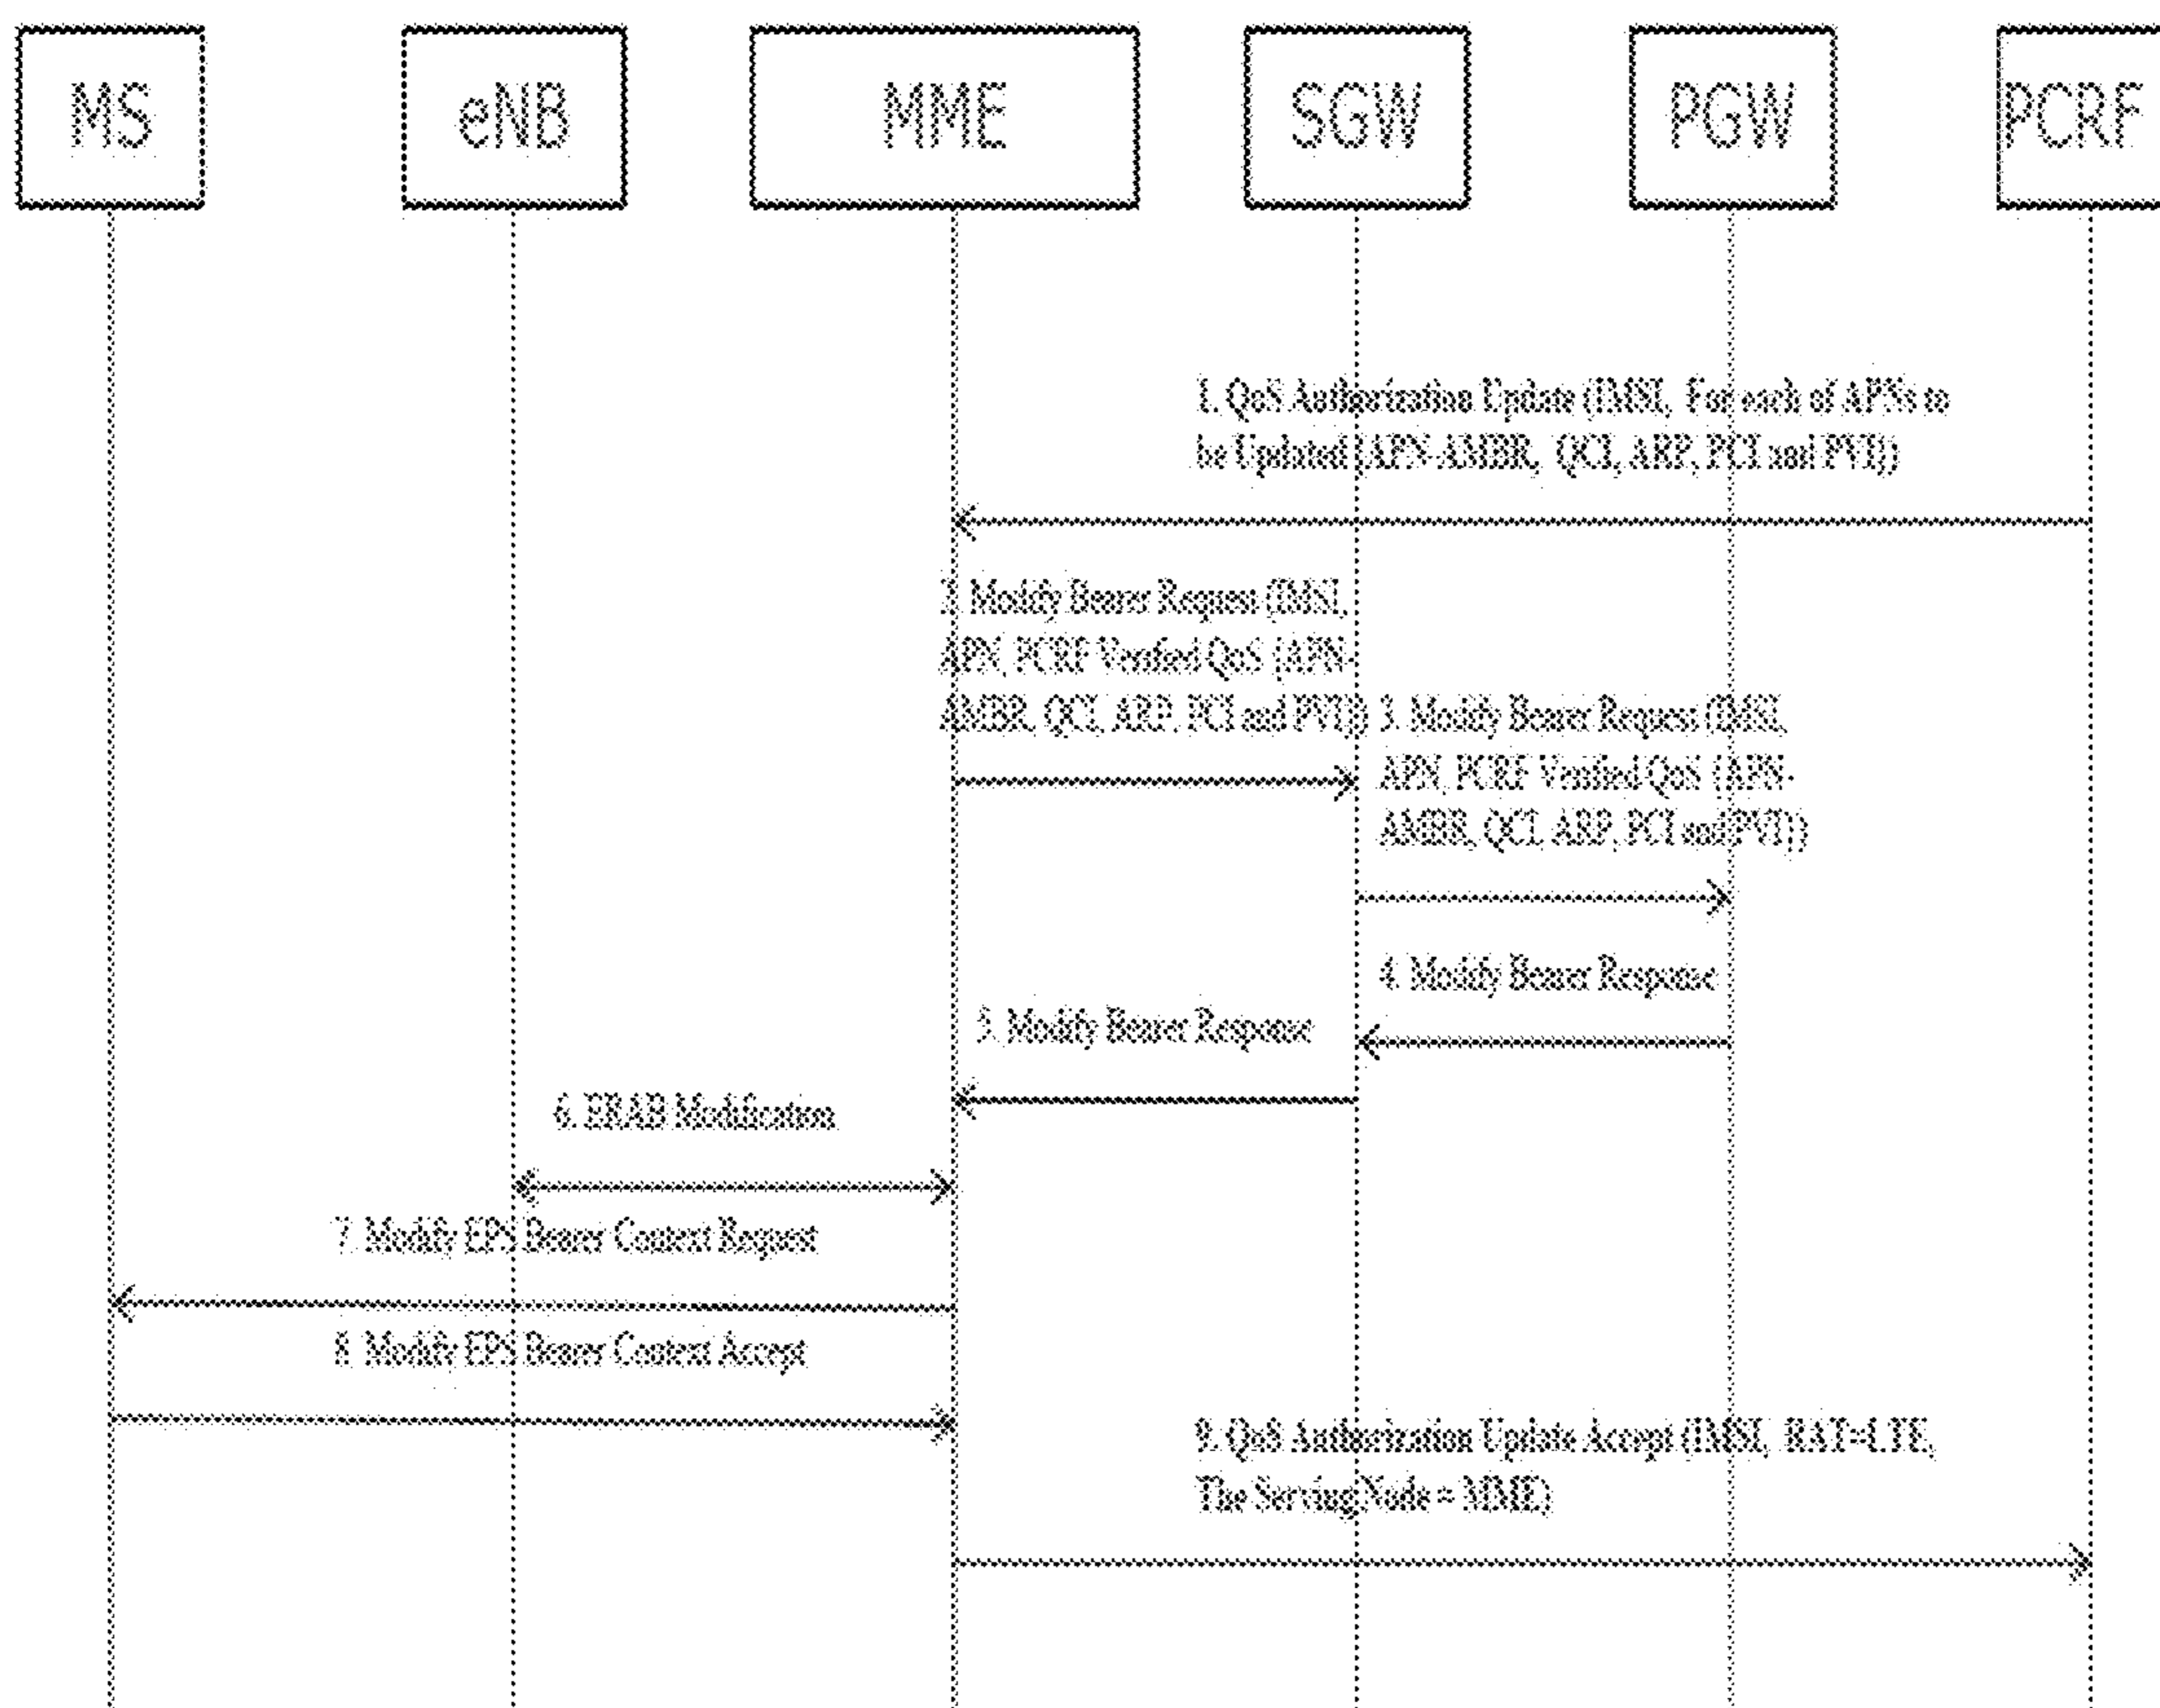 MS
eNB
MME
SGW
PGW
PCRF
1. QoS Authorization Update (IMSI, For each of APNs to
be Updated {APN-AMBR, QCI, ARP, PCI and PVI})
2. Modify Bearer Request (IMSI,
APN, PCRF Verified QoS {APN-
AMBR, QCI, ARP, PCI and PVI})
3. Modify Bearer Request (IMSI,
APN, PCRF Verified QoS {APN-
AMBR, QCI, ARP, PCI and PVI})
4. Modify Bearer Response
5. Modify Bearer Response
6. ERAB Modification
7. Modify EPS Bearer Context Request
8. Modify EPS Bearer Context Accept
9. QoS Authorization Update Accept (IMSI, RAT=LTE,
The Serving Node = MME)